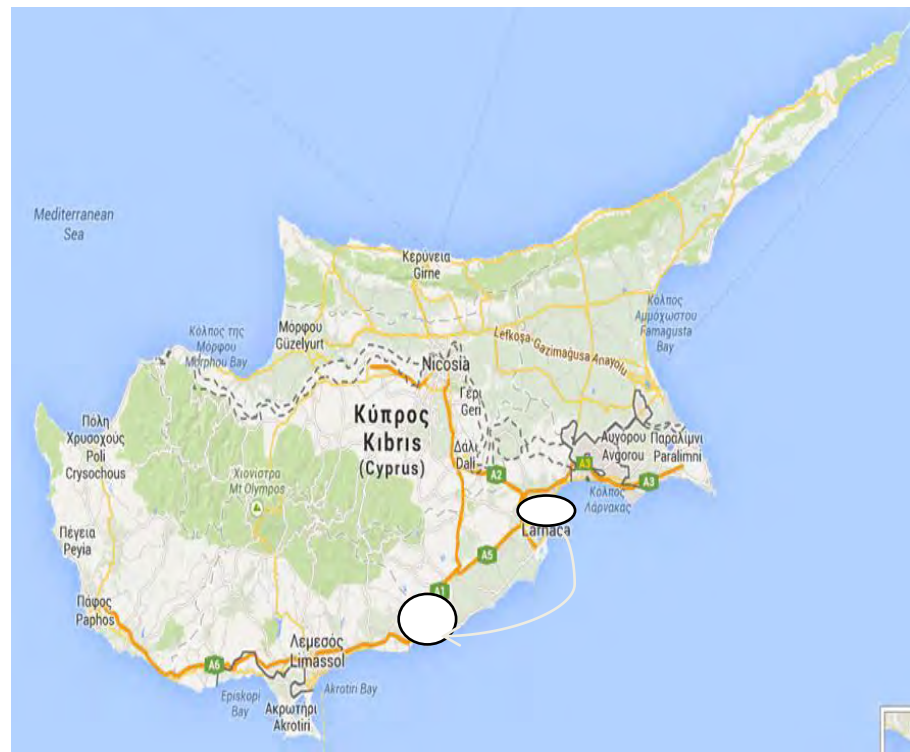 Mediterranean
Sea
Κερύνεια
Girne
Κόλπος
Αμμόχωστου
Famagusta
Bay
Κόλπος της
Μόρφου
Morphou Bay
Μόρφου
Güzelyurt
Lefkoşa-Gazimağusa Anayolu
Nicosia
Γέρι
Geri
Κύπρος
Kıbrıs
(Cyprus)
Πόλη
Χρυσοχούς
Poli
Crysochous
Αυγόρου
Avgorou
Παραλίμνι
Paralimni
Δάλι
Dali
A2
A3
A3
Χιονίστρα
Mt Olympos
Κόλπος
Λάρνακας
Πέγεια
Peyia
Larnaca
A5
A1
Πάφος
Paphos
Λεμεσός
Limassol
A6
Episkopi
Bay
Akrotiri Bay
Ακρωτήρι
Akrotiri